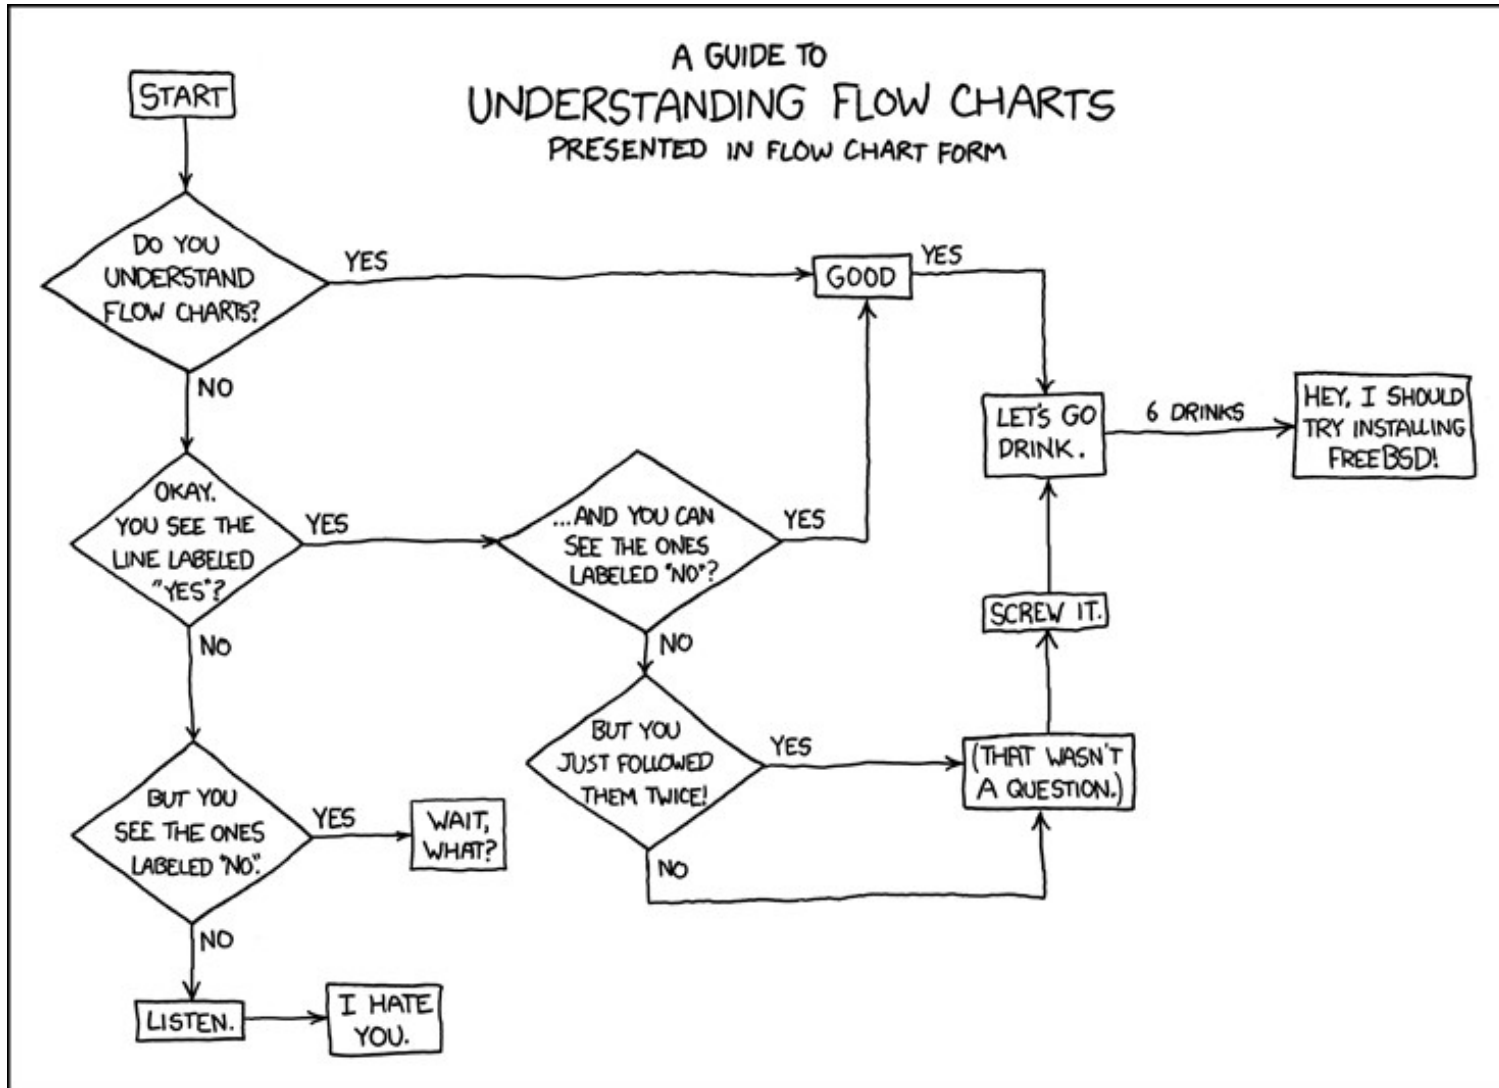 A GUIDE TO
UNDERSTANDING FLOW CHARTS
PRESENTED IN FLOW CHART FORM
START
DO YOU
UNDERSTAND
FLOW CHARTS?
YES
GOOD
YES
NO
LET'S GO
DRINK.
6 DRINKS
HEY, I SHOULD
TRY INSTALLING
FREEBSD!
OKAY.
YOU SEE THE
LINE LABELED
"YES"?
YES
...AND YOU CAN
SEE THE ONES
LABELED "NO"?
YES
NO
NO
SCREW IT.
BUT YOU
JUST FOLLOWED
THEM TWICE!
YES
(THAT WASN'T
A QUESTION.)
NO
BUT YOU
SEE THE ONES
LABELED "NO".
YES
WAIT,
WHAT?
NO
LISTEN.
I HATE
YOU.